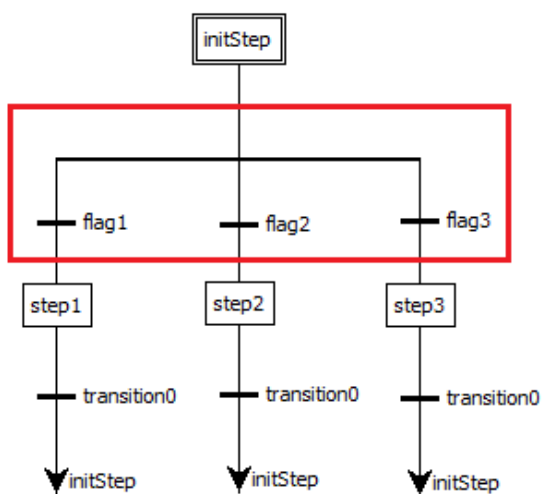 initStep
flag1
flag2
flag3
step1
step2
step3
transition0
transition0
transition0
initStep
initStep
initStep